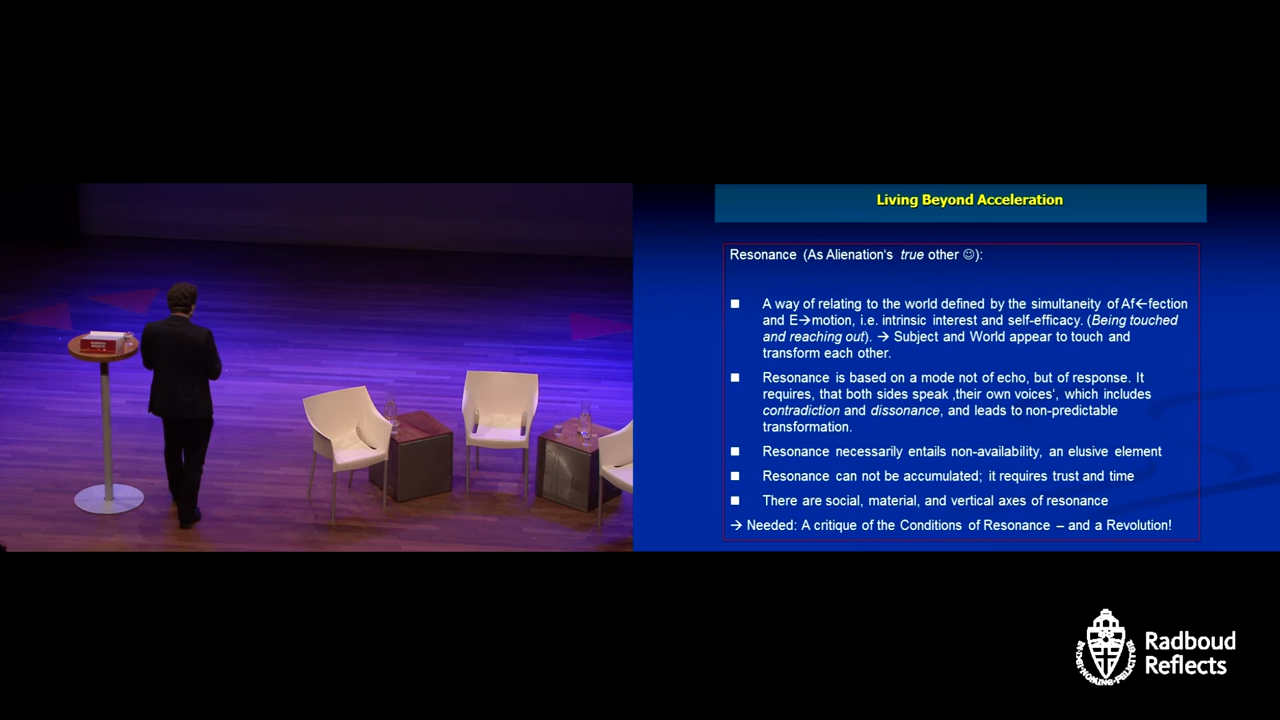 RADBOUD
REFLECTS
Living Beyond Acceleration
Resonance (As Alienation's true other ☺):
■ A way of relating to the world defined by the simultaneity of Af←fection
and E→motion, i.e. intrinsic interest and self-efficacy. (Being touched
and reaching out). → Subject and World appear to touch and
transform each other.
■ Resonance is based on a mode not of echo, but of response. It
requires, that both sides speak ‚their own voices', which includes
contradiction and dissonance, and leads to non-predictable
transformation.
■ Resonance necessarily entails non-availability, an elusive element
■ Resonance can not be accumulated; it requires trust and time
■ There are social, material, and vertical axes of resonance
→ Needed: A critique of the Conditions of Resonance – and a Revolution!
Radboud
Reflects